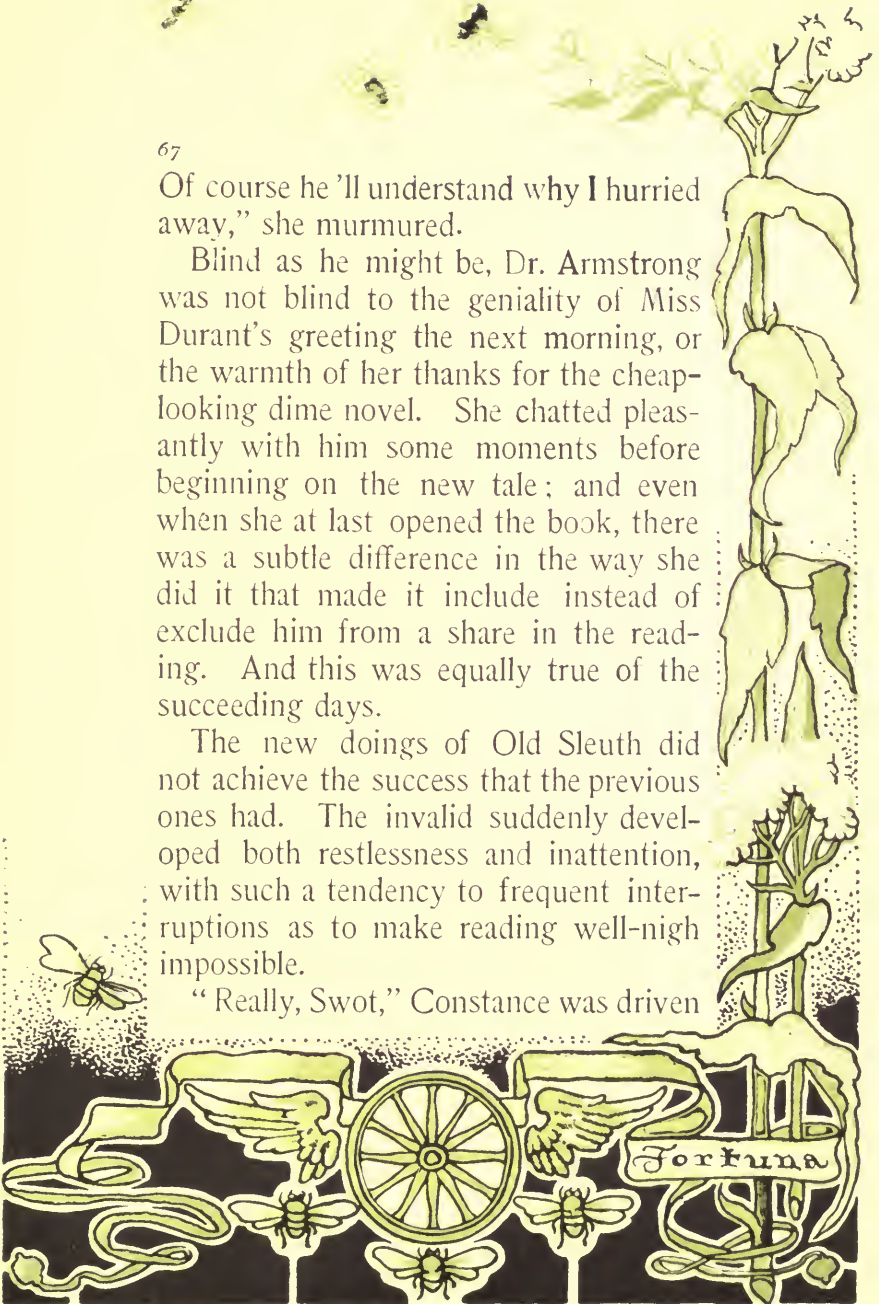 67
Of course he 'll understand why I hurried
away,” she murmured.
Blind as he might be, Dr. Armstrong
was not blind to the geniality of Miss
Durant's greeting the next morning, or
the warmth of her thanks for the cheap-
looking dime novel. She chatted pleas-
antly with him some moments before
beginning on the new tale; and even
when she at last opened the book, there
was a subtle difference in the way she
did it that made it include instead of
exclude him from a share in the read-
ing. And this was equally true of the
succeeding days.
The new doings of Old Sleuth did
not achieve the success that the previous
ones had. The invalid suddenly devel-
oped both restlessness and inattention,
with such a tendency to frequent inter-
ruptions as to make reading well-nigh
impossible.
“Really, Swot,” Constance was driven
Fortuna